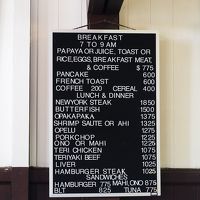 BREAKFAST
7 TO 9 AM
PAPAYA OR JUICE, TOAST OR
RICE, EGGS, BREAKFAST MEAT,
& COFFEE $ 775
PANCAKE 600
FRENCH TOAST 600
COFFEE 200 CEREAL 400
LUNCH & DINNER
NEWYORK STEAK 1850
BUTTERFISH 1500
OPAKAPAKA 1375
SHRIMP SAUTE OR AHI 1325
OPELU 1275
PORKCHOP 1225
ONO OR MAHI 1225
TERI CHICKEN 1075
TERIYAKI BEEF 1075
LIVER 1025
HAMBURGER STEAK 1025
SANDWICHES
HAMBURGER 775 MAHI, ONO 875
BLT 825 TUNA 775